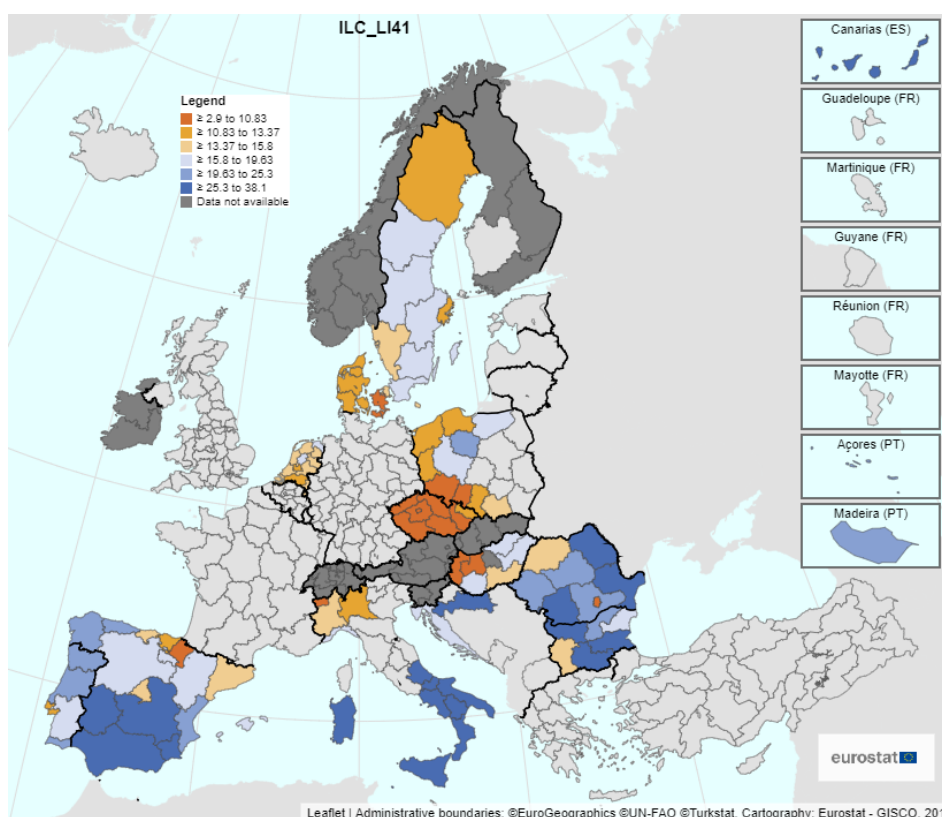 ILC_LI41
Legend
≥ 2.9 to 10.83
≥ 10.83 to 13.37
≥ 13.37 to 15.8
≥ 15.8 to 19.63
≥ 19.63 to 25.3
≥ 25.3 to 38.1
Data not available
Canarias (ES)
Guadeloupe (FR)
Martinique (FR)
Guyane (FR)
Réunion (FR)
Mayotte (FR)
Açores (PT)
Madeira (PT)
eurostat
Leaflet | Administrative boundaries: ©EuroGeographics ©UN-FAO ©Turkstat, Cartography: Eurostat - GISCO, 201